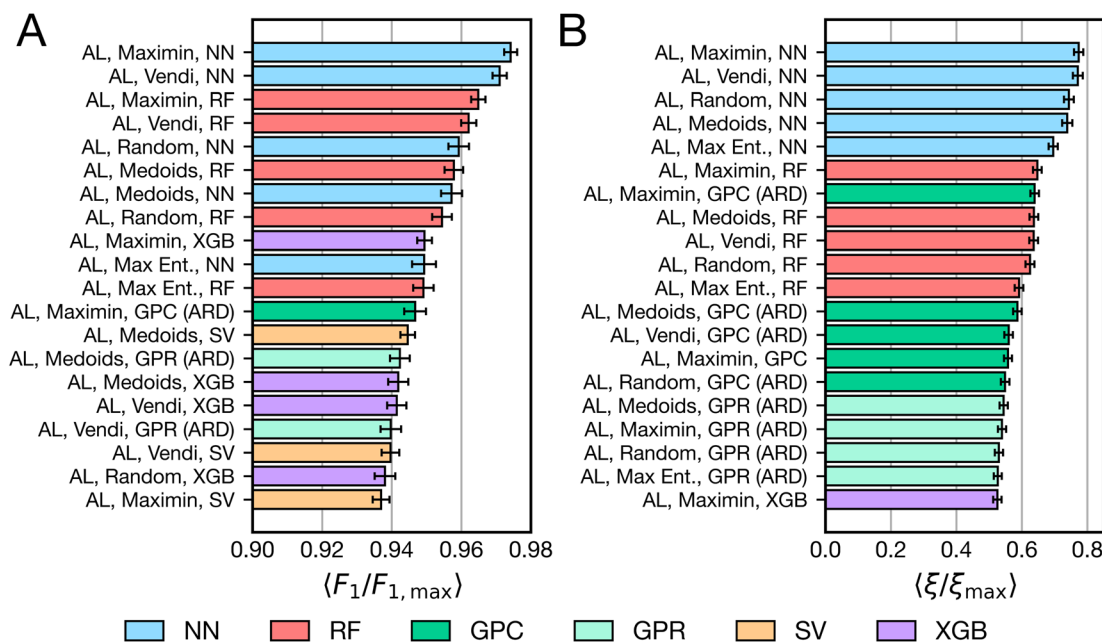 A
AL, Maximin, NN
AL, Vendi, NN
AL, Maximin, RF
AL, Vendi, RF
AL, Random, NN
AL, Medoids, RF
AL, Medoids, NN
AL, Random, RF
AL, Maximin, XGB
AL, Max Ent., NN
AL, Max Ent., RF
AL, Maximin, GPC (ARD)
AL, Medoids, SV
AL, Medoids, GPR (ARD)
AL, Medoids, XGB
AL, Vendi, XGB
AL, Vendi, GPR (ARD)
AL, Vendi, SV
AL, Random, XGB
AL, Maximin, SV
0.90 0.92 0.94 0.96 0.98
⟨F₁/F₁, max⟩
B
AL, Maximin, NN
AL, Vendi, NN
AL, Random, NN
AL, Medoids, NN
AL, Max Ent., NN
AL, Maximin, RF
AL, Maximin, GPC (ARD)
AL, Medoids, RF
AL, Vendi, RF
AL, Random, RF
AL, Max Ent., RF
AL, Medoids, GPC (ARD)
AL, Vendi, GPC (ARD)
AL, Maximin, GPC
AL, Random, GPC (ARD)
AL, Medoids, GPR (ARD)
AL, Maximin, GPR (ARD)
AL, Random, GPR (ARD)
AL, Max Ent., GPR (ARD)
AL, Maximin, XGB
0.0 0.2 0.4 0.6 0.8
⟨ξ/ξmax⟩
NN RF GPC GPR SV XGB